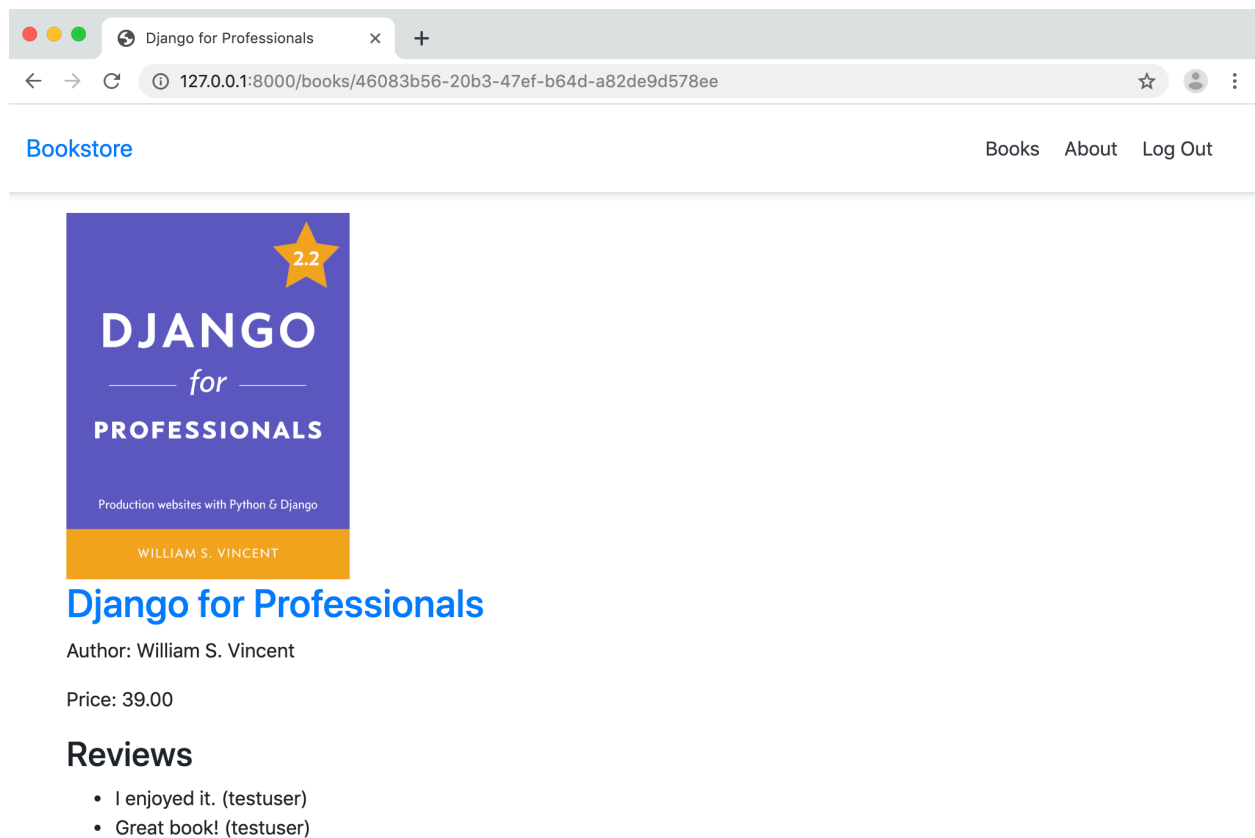 Django for Professionals
127.0.0.1:8000/books/46083b56-20b3-47ef-b64d-a82de9d578ee
Bookstore Books About Log Out
2.2
DJANGO
for
PROFESSIONALS
Production websites with Python & Django
WILLIAM S. VINCENT
Django for Professionals
Author: William S. Vincent
Price: 39.00
Reviews
• I enjoyed it. (testuser)
• Great book! (testuser)